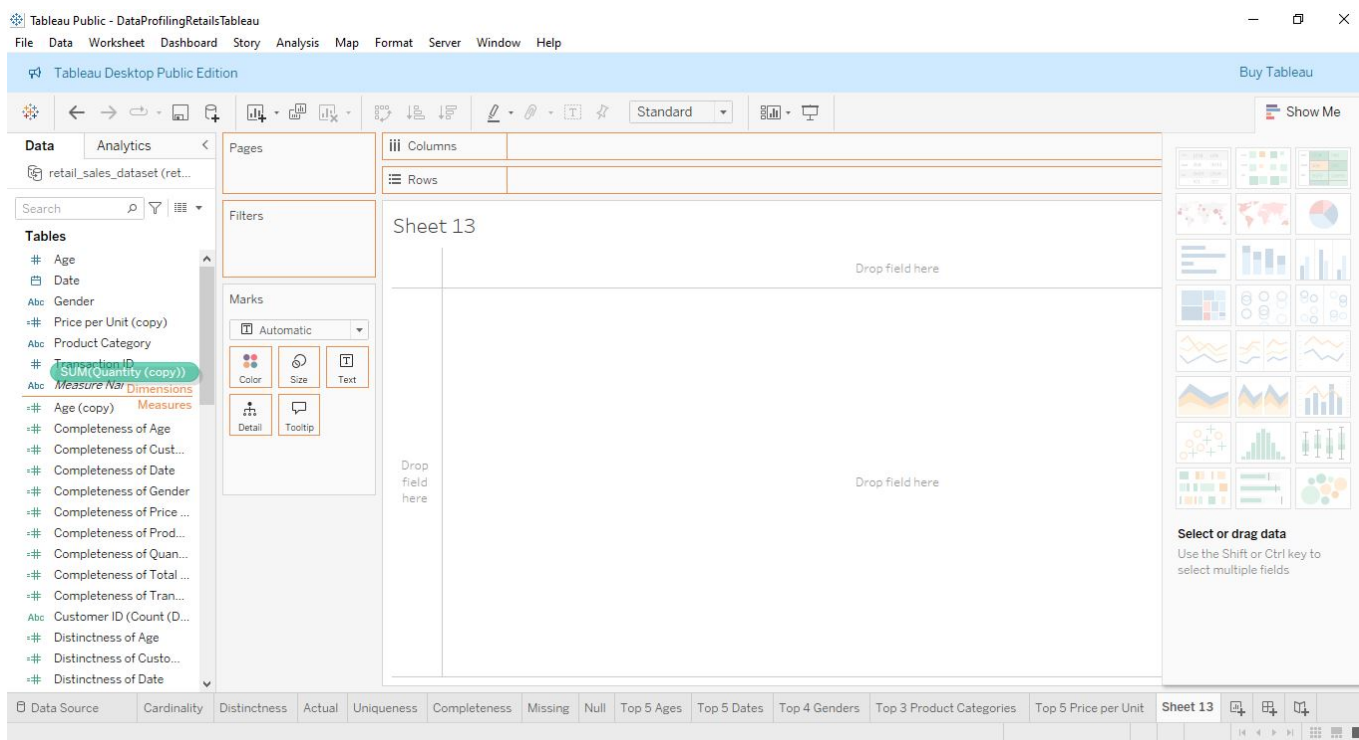 Tableau Public - DataProfilingRetailsTableau
File Data Worksheet Dashboard Story Analysis Map Format Server Window Help
Tableau Desktop Public Edition Buy Tableau
Standard Show Me
Data Analytics
retail_sales_dataset (ret...
Search
Tables
# Age
Date
Abc Gender
=# Price per Unit (copy)
Abc Product Category
# Transaction ID
SUM(Quantity (copy))
Abc Measure Nar
Dimensions
Measures
=# Age (copy)
=# Completeness of Age
=# Completeness of Cust...
=# Completeness of Date
=# Completeness of Gender
=# Completeness of Price ...
=# Completeness of Prod...
=# Completeness of Quan...
=# Completeness of Total ...
=# Completeness of Tran...
Abc Customer ID (Count (D...
=# Distinctness of Age
=# Distinctness of Custo...
=# Distinctness of Date
Pages
Filters
Marks
Automatic
Color Size Text
Detail Tooltip
Columns
Rows
Sheet 13
Drop field here
Drop
field
here
Drop field here
Select or drag data
Use the Shift or Ctrl key to
select multiple fields
Data Source Cardinality Distinctness Actual Uniqueness Completeness Missing Null Top 5 Ages Top 5 Dates Top 4 Genders Top 3 Product Categories Top 5 Price per Unit Sheet 13